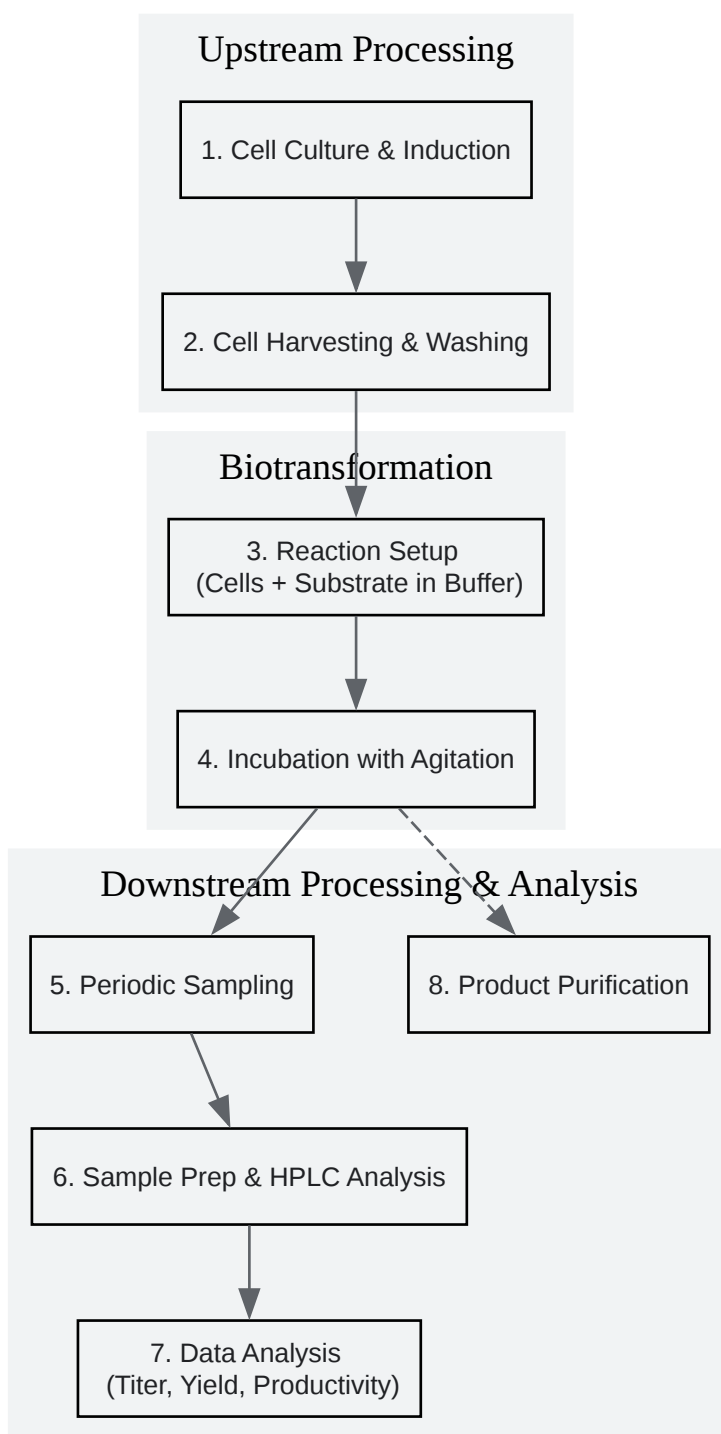 Upstream Processing
1. Cell Culture & Induction
2. Cell Harvesting & Washing
Biotransformation
3. Reaction Setup
(Cells + Substrate in Buffer)
4. Incubation with Agitation
Downstream Processing & Analysis
5. Periodic Sampling
8. Product Purification
6. Sample Prep & HPLC Analysis
7. Data Analysis
(Titer, Yield, Productivity)